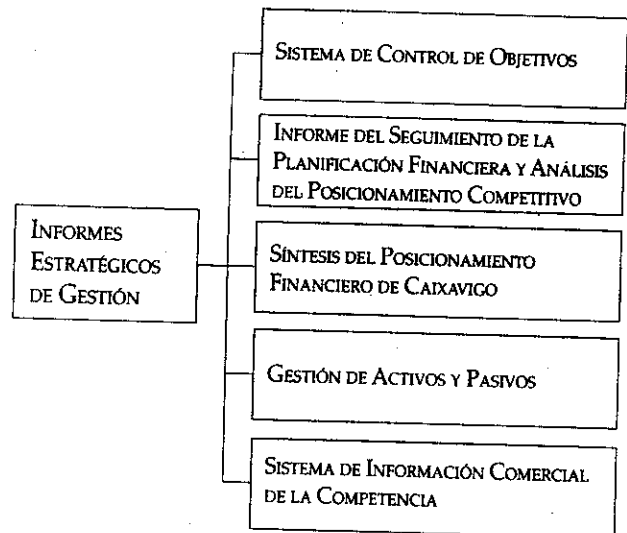 INFORMES
ESTRATÉGICOS
DE GESTIÓN
SISTEMA DE CONTROL DE OBJETIVOS
INFORME DEL SEGUIMIENTO DE LA
PLANIFICACIÓN FINANCIERA Y ANÁLISIS
DEL POSICIONAMIENTO COMPETITIVO
SÍNTESIS DEL POSICIONAMIENTO
FINANCIERO DE CAIXAVIGO
GESTIÓN DE ACTIVOS Y PASIVOS
SISTEMA DE INFORMACIÓN COMERCIAL
DE LA COMPETENCIA